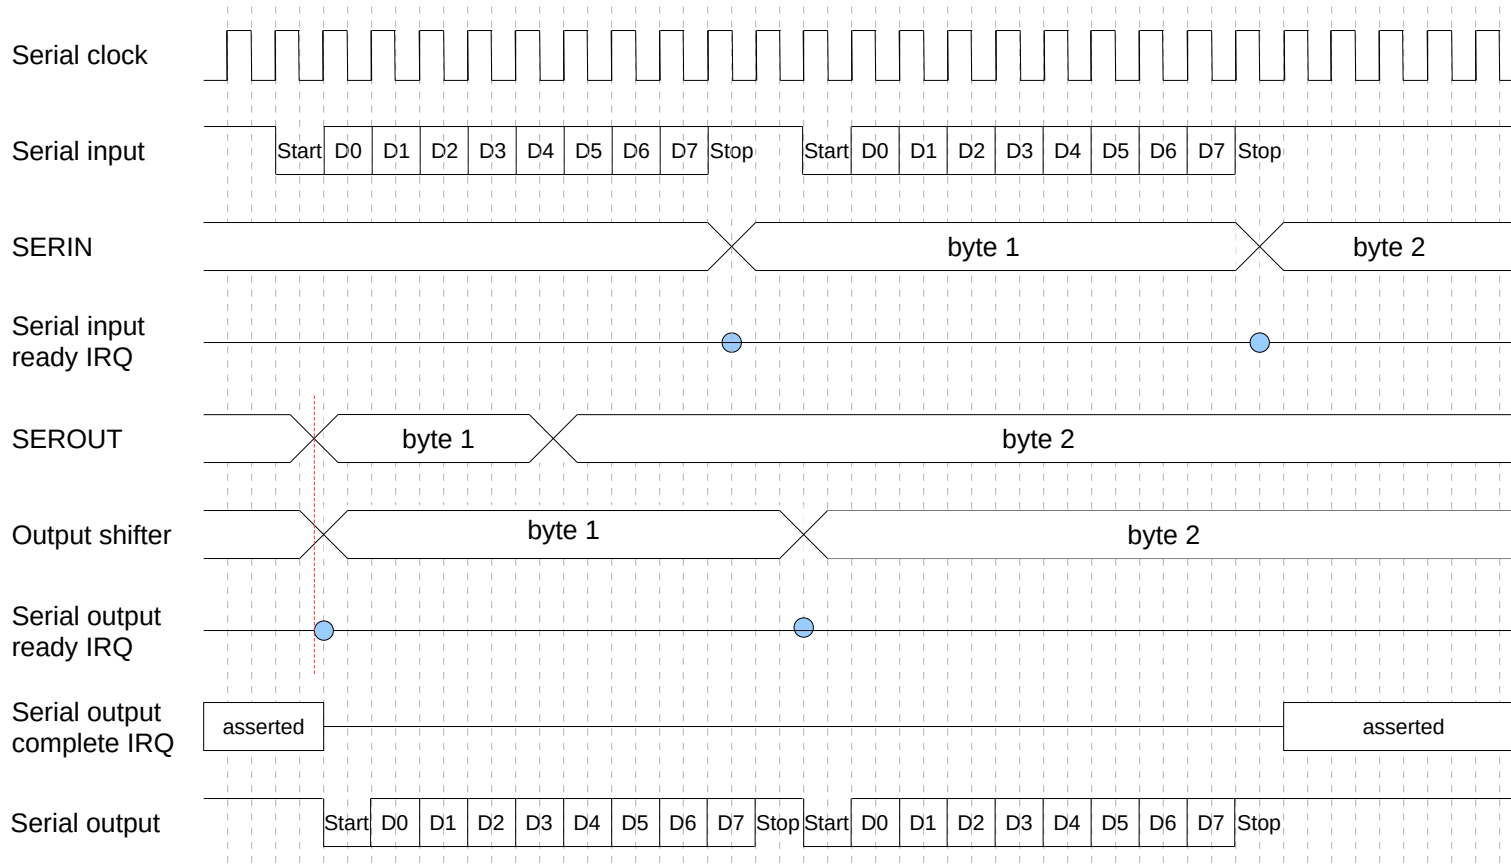 Serial clock
Serial input
Start D0 D1 D2 D3 D4 D5 D6 D7 Stop Start D0 D1 D2 D3 D4 D5 D6 D7 Stop
SERIN
byte 1 byte 2
Serial input
ready IRQ
SEROUT
byte 1 byte 2
Output shifter
byte 1 byte 2
Serial output
ready IRQ
Serial output
complete IRQ
asserted asserted
Serial output
Start D0 D1 D2 D3 D4 D5 D6 D7 Stop Start D0 D1 D2 D3 D4 D5 D6 D7 Stop